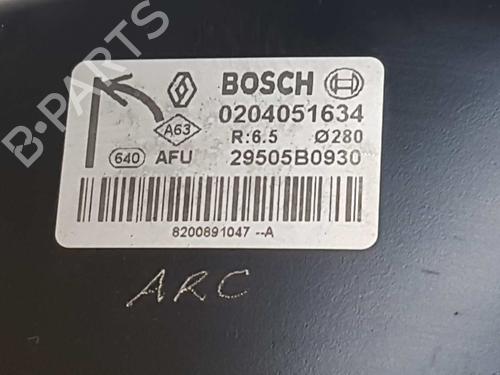 BOSCH
A63
0204051634
R:6.5 Ø280
640 AFU 29505B0930
8200891047 --A
ARC
B-PARTS